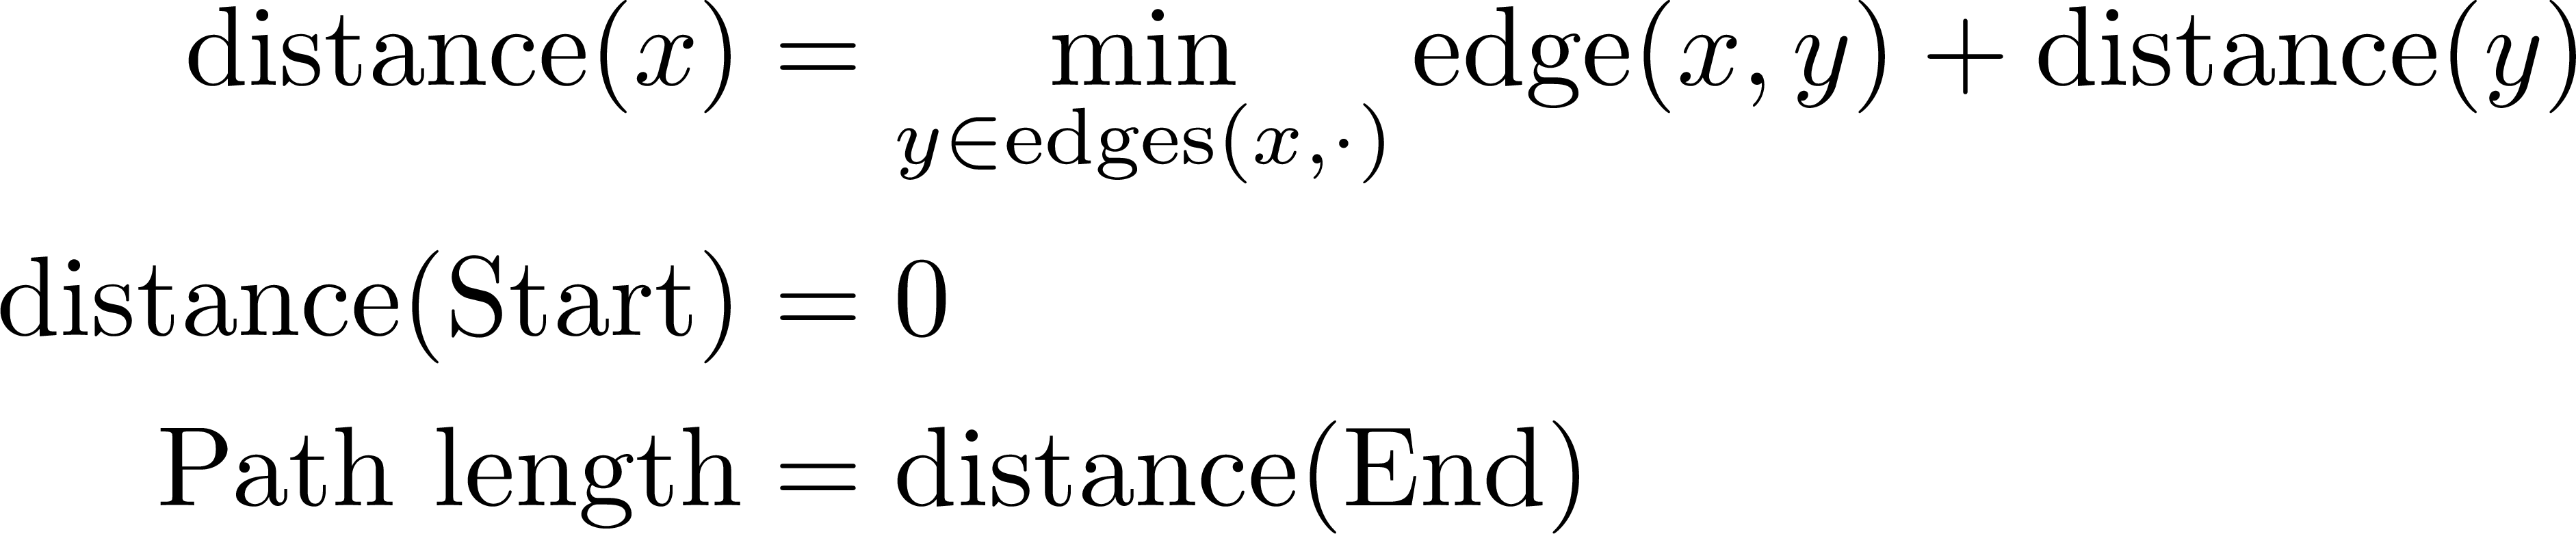 distance(x) = min edge(x, y) + distance(y)
y∈edges(x,·)
distance(Start) = 0
Path length = distance(End)